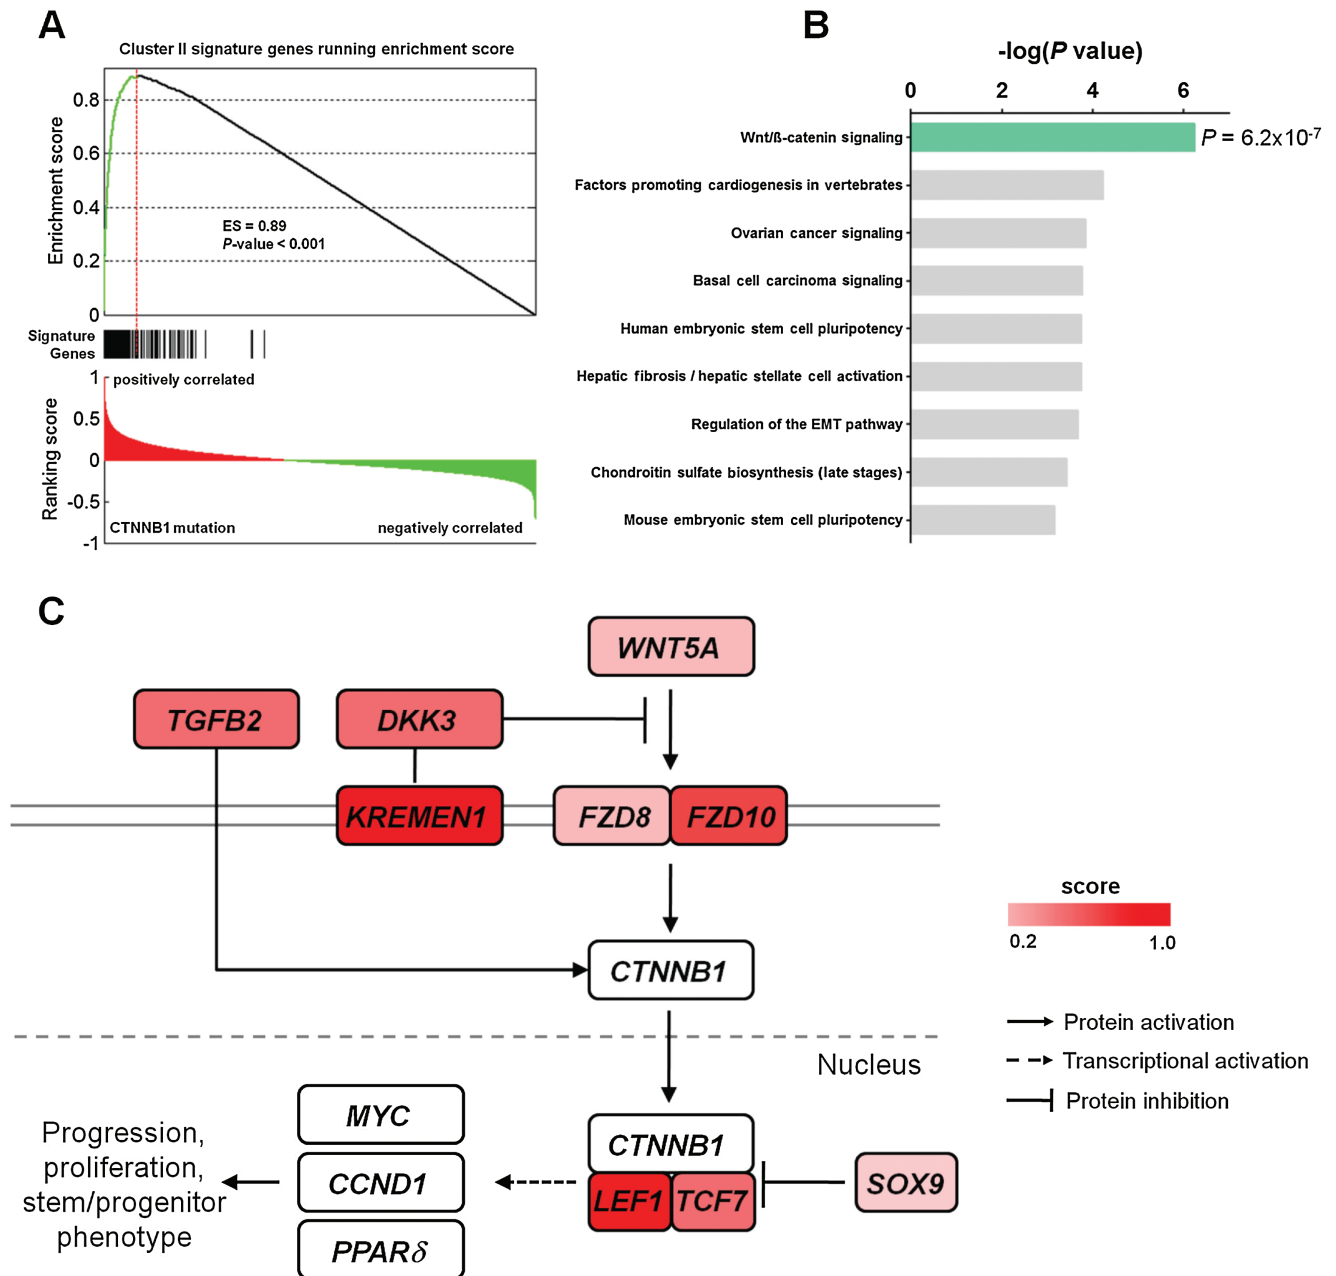 A
Cluster II signature genes running enrichment score
Enrichment score
0.8
0.6
0.4
0.2
0
ES = 0.89
P-value < 0.001
Signature
Genes
Ranking score
1
0.5
0
-0.5
-1
positively correlated
CTNNB1 mutation
negatively correlated
B
-log(P value)
0 2 4 6
Wnt/ß-catenin signaling
P = 6.2x10-7
Factors promoting cardiogenesis in vertebrates
Ovarian cancer signaling
Basal cell carcinoma signaling
Human embryonic stem cell pluripotency
Hepatic fibrosis / hepatic stellate cell activation
Regulation of the EMT pathway
Chondroitin sulfate biosynthesis (late stages)
Mouse embryonic stem cell pluripotency
C
WNT5A
TGFB2
DKK3
KREMEN1
FZD8
FZD10
CTNNB1
score
0.2 1.0
Protein activation
Transcriptional activation
Protein inhibition
Nucleus
CTNNB1
LEF1
TCF7
SOX9
MYC
CCND1
PPARδ
Progression,
proliferation,
stem/progenitor
phenotype